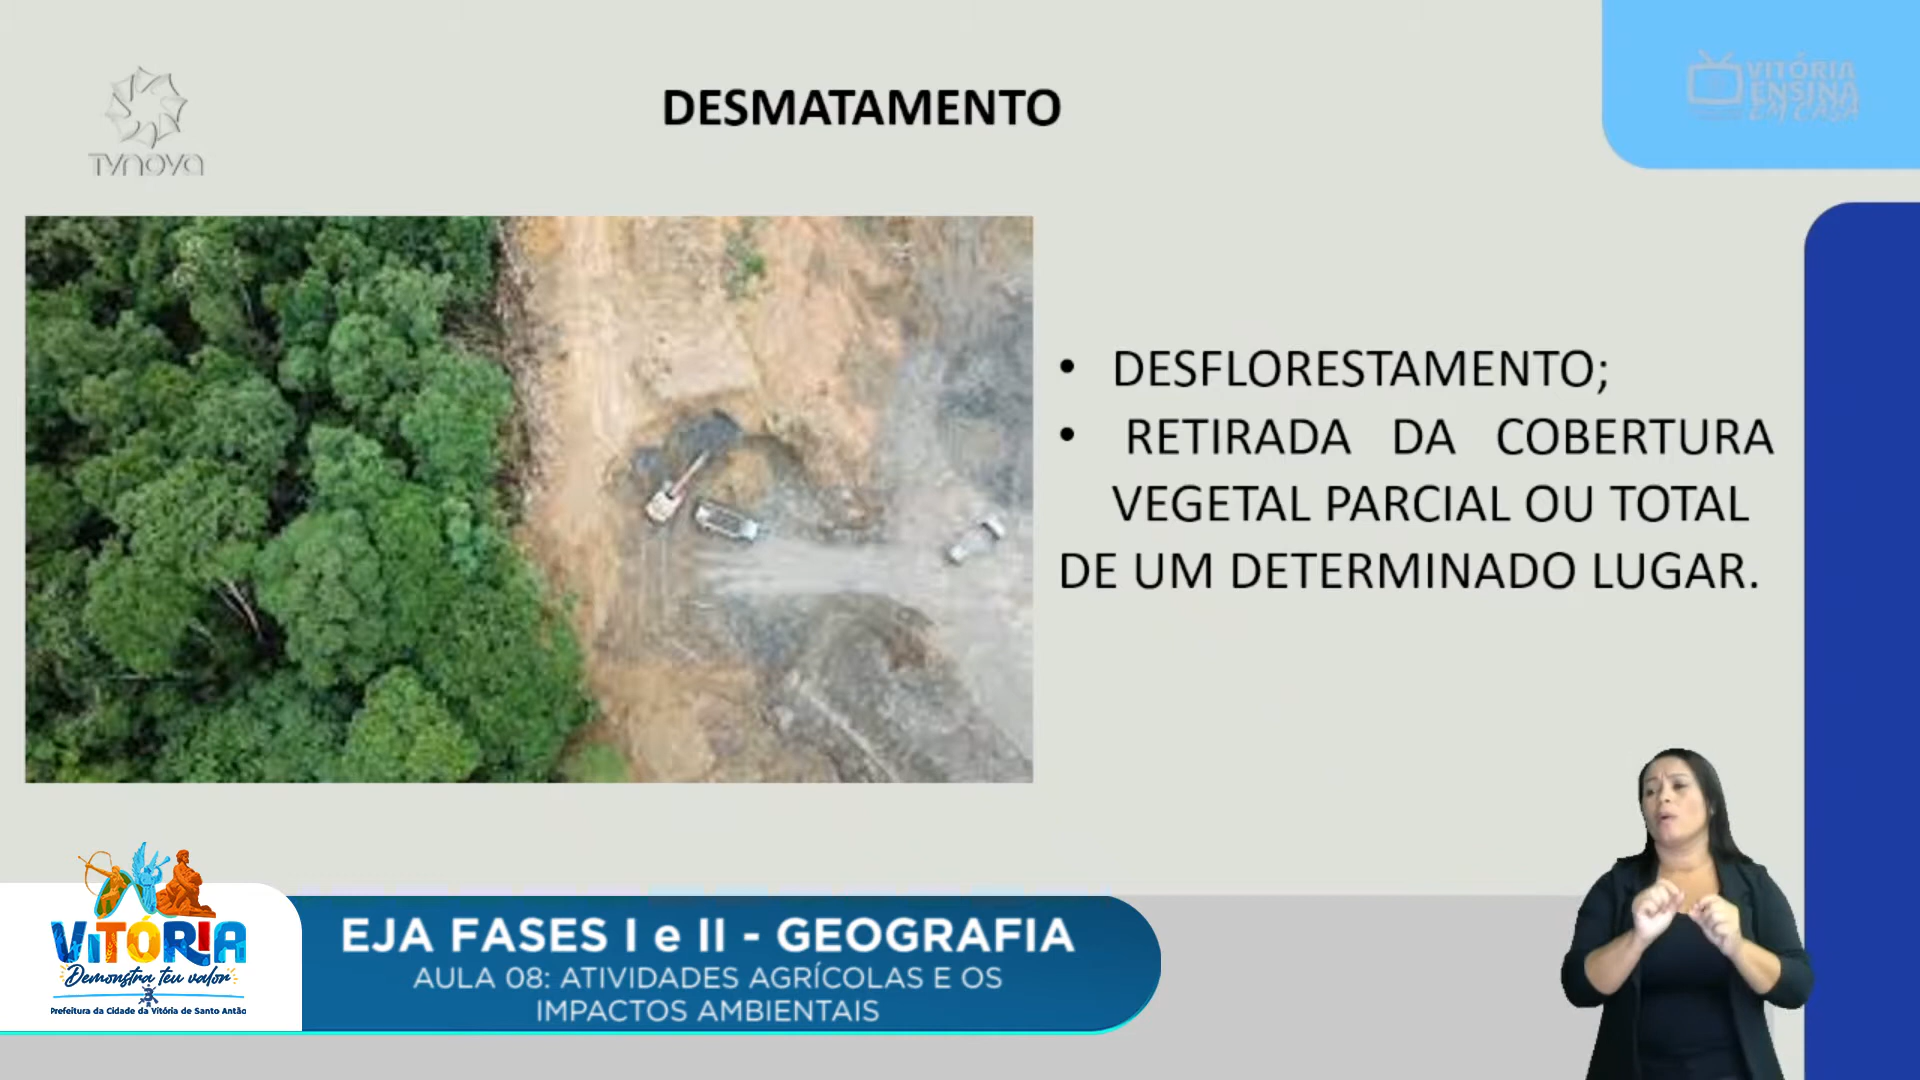 TVNOVA
DESMATAMENTO
VITÓRIA
ENSINA
EM CASA
• DESFLORESTAMENTO;
• RETIRADA DA COBERTURA
VEGETAL PARCIAL OU TOTAL
DE UM DETERMINADO LUGAR.
VITÓRIA
Demonstra teu valor
Prefeitura da Cidade da Vitória de Santo Antão
EJA FASES I e II - GEOGRAFIA
AULA 08: ATIVIDADES AGRÍCOLAS E OS
IMPACTOS AMBIENTAIS